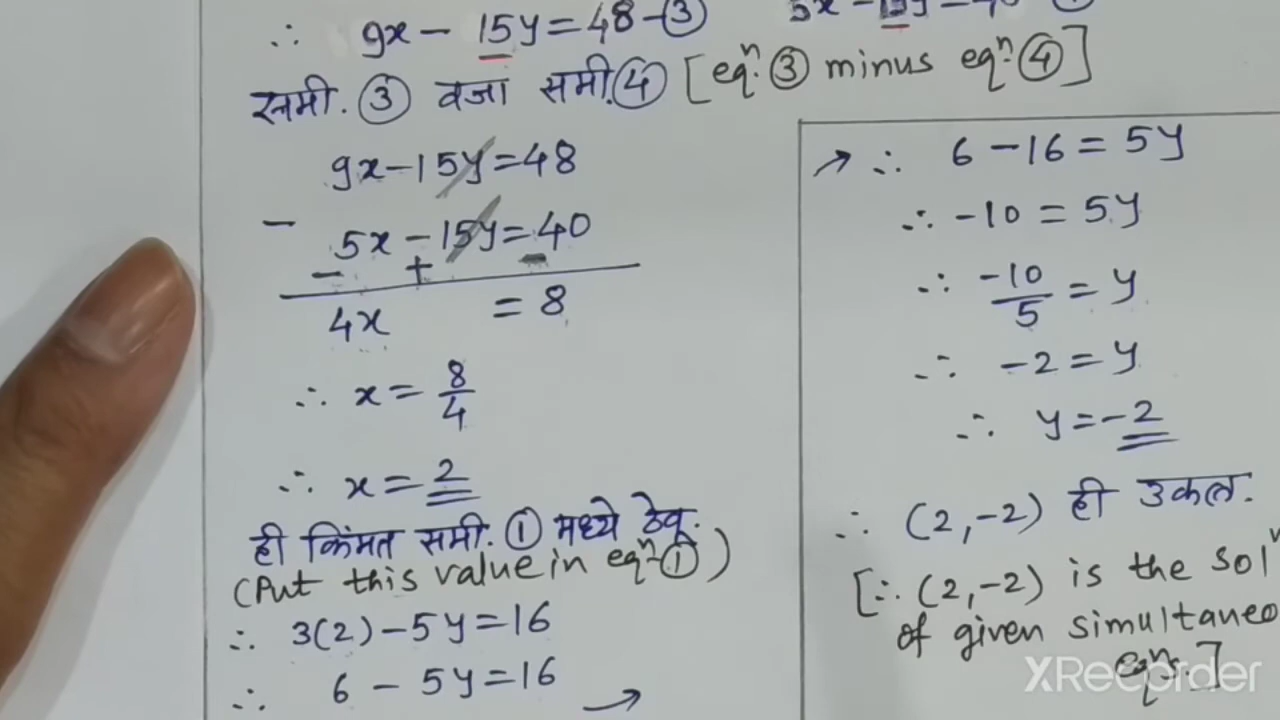 ∴ 9x − 15y = 48 −③
समी. ③ वजा समी. ④ [eqⁿ. ③ minus eqⁿ. ④]
9x − 15y = 48
− 5x − 15y = 40
− + −
4x = 8
∴ x = 8/4
∴ x = 2
ही किंमत समी. ① मध्ये ठेवू.
(Put this value in eqⁿ. ①)
∴ 3(2) − 5y = 16
∴ 6 − 5y = 16 →
→ ∴ 6 − 16 = 5y
∴ −10 = 5y
∴ −10/5 = y
∴ −2 = y
∴ y = −2
∴ (2, −2) ही उकल.
[∴ (2, −2) is the solⁿ
of given simultaneo
eqⁿs.]
XRecorder